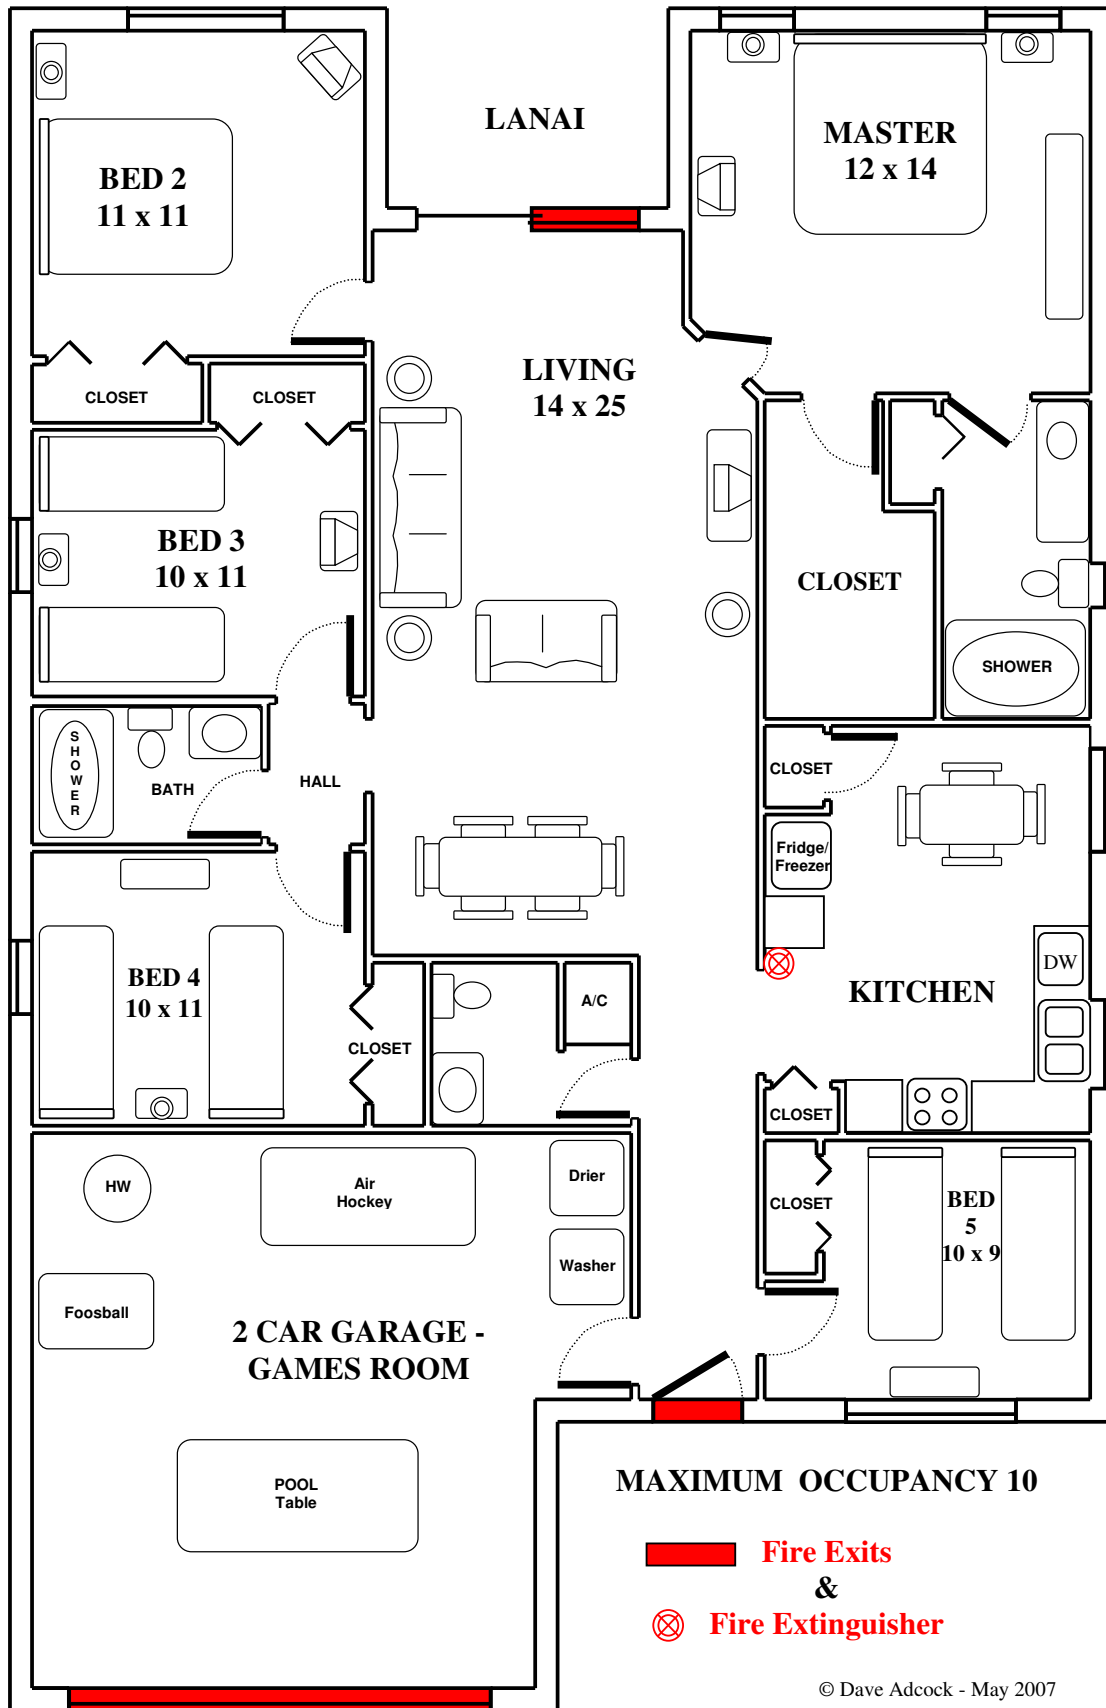 LANAI
MASTER
12 x 14
BED 2
11 x 11
LIVING
14 x 25
CLOSET
CLOSET
BED 3
10 x 11
CLOSET
SHOWER
SHOWER
BATH
HALL
CLOSET
Fridge/
Freezer
BED 4
10 x 11
DW
KITCHEN
A/C
CLOSET
CLOSET
HW
Air
Hockey
Drier
CLOSET
BED
5
10 x 9
Washer
Foosball
2 CAR GARAGE -
GAMES ROOM
POOL
Table
MAXIMUM OCCUPANCY 10
Fire Exits
&
Fire Extinguisher
© Dave Adcock - May 2007